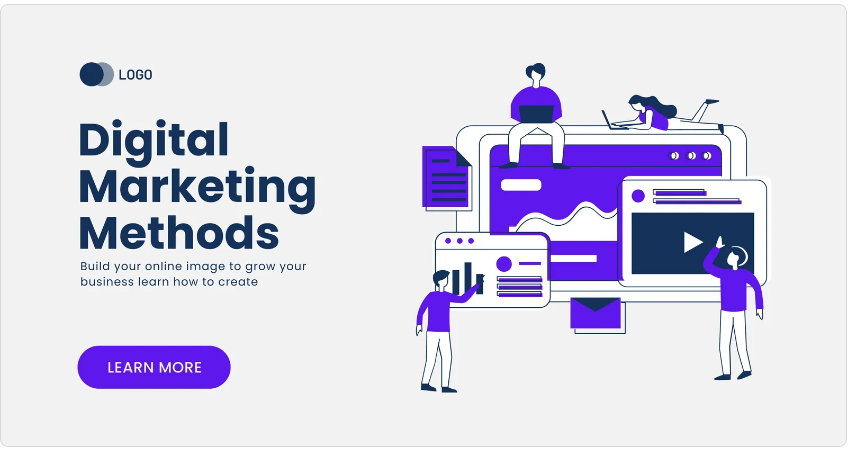 LOGO
Digital
Marketing
Methods
Build your online image to grow your
business learn how to create
LEARN MORE